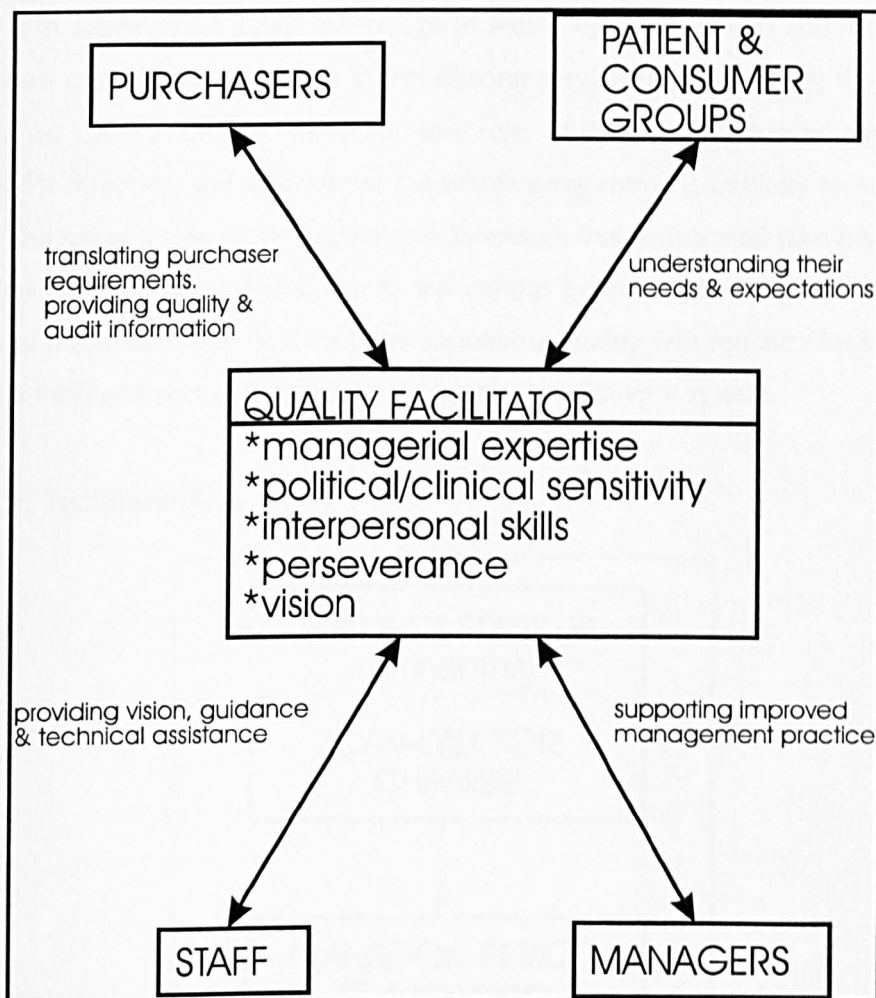 PURCHASERS
PATIENT &
CONSUMER
GROUPS
translating purchaser
requirements.
providing quality &
audit information
understanding their
needs & expectations
QUALITY FACILITATOR
*managerial expertise
*political/clinical sensitivity
*interpersonal skills
*perseverance
*vision
providing vision, guidance
& technical assistance
supporting improved
management practice
STAFF
MANAGERS